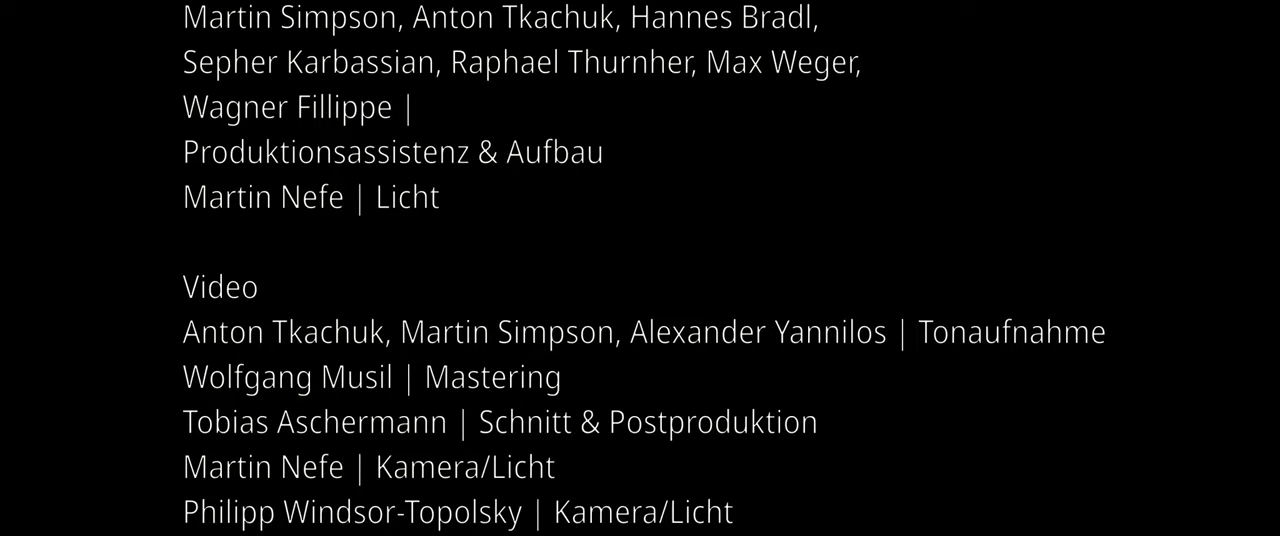 Martin Simpson, Anton Tkachuk, Hannes Bradl,
Sepher Karbassian, Raphael Thurnher, Max Weger,
Wagner Fillippe |
Produktionsassistenz & Aufbau
Martin Nefe | Licht
Video
Anton Tkachuk, Martin Simpson, Alexander Yannilos | Tonaufnahme
Wolfgang Musil | Mastering
Tobias Aschermann | Schnitt & Postproduktion
Martin Nefe | Kamera/Licht
Philipp Windsor-Topolsky | Kamera/Licht